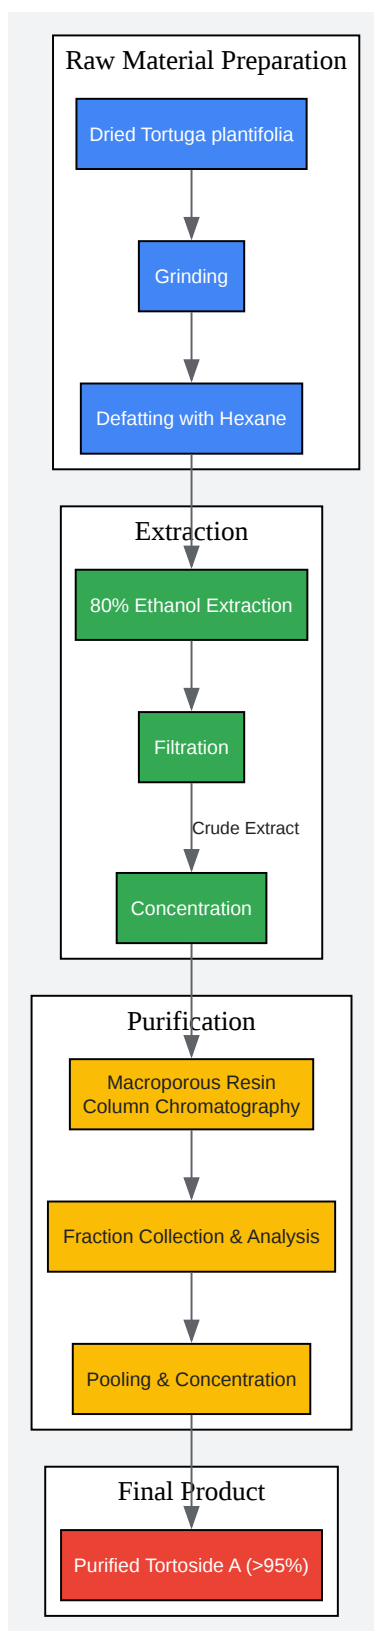 Raw Material Preparation
Dried Tortuga plantifolia
Grinding
Defatting with Hexane
Extraction
80% Ethanol Extraction
Filtration
Crude Extract
Concentration
Purification
Macroporous Resin
Column Chromatography
Fraction Collection & Analysis
Pooling & Concentration
Final Product
Purified Tortoside A (>95%)